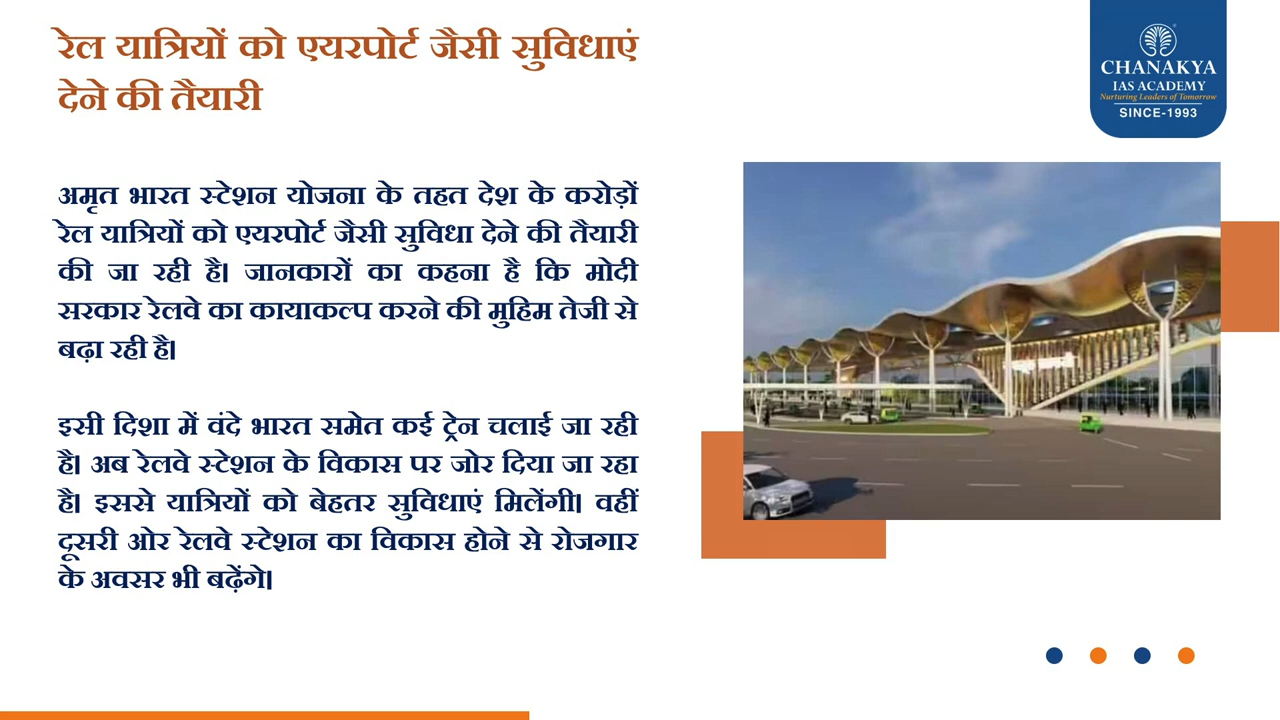 रेल यात्रियों को एयरपोर्ट जैसी सुविधाएं
देने की तैयारी
CHANAKYA
IAS ACADEMY
Nurturing Leaders of Tomorrow
SINCE-1993
अमृत भारत स्टेशन योजना के तहत देश के करोड़ों
रेल यात्रियों को एयरपोर्ट जैसी सुविधा देने की तैयारी
की जा रही है। जानकारों का कहना है कि मोदी
सरकार रेलवे का कायाकल्प करने की मुहिम तेजी से
बढ़ा रही है।
इसी दिशा में वंदे भारत समेत कई ट्रेन चलाई जा रही
है। अब रेलवे स्टेशन के विकास पर जोर दिया जा रहा
है। इससे यात्रियों को बेहतर सुविधाएं मिलेंगी। वहीं
दूसरी ओर रेलवे स्टेशन का विकास होने से रोजगार
के अवसर भी बढ़ेंगे।